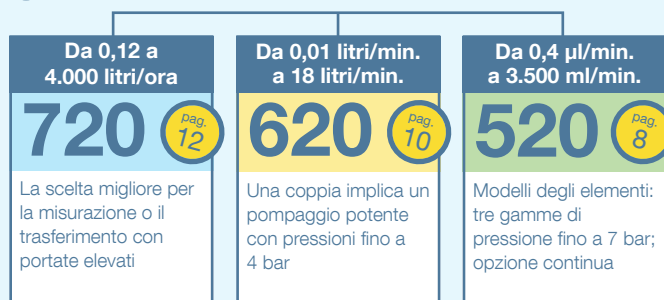 Da 0,12 a
4.000 litri/ora
720
pag.
12
La scelta migliore per
la misurazione o il
trasferimento con
portate elevati
Da 0,01 litri/min.
a 18 litri/min.
620
pag.
10
Una coppia implica un
pompaggio potente
con pressioni fino a
4 bar
Da 0,4 µl/min.
a 3.500 ml/min.
520
pag.
8
Modelli degli elementi:
tre gamme di
pressione fino a 7 bar;
opzione continua